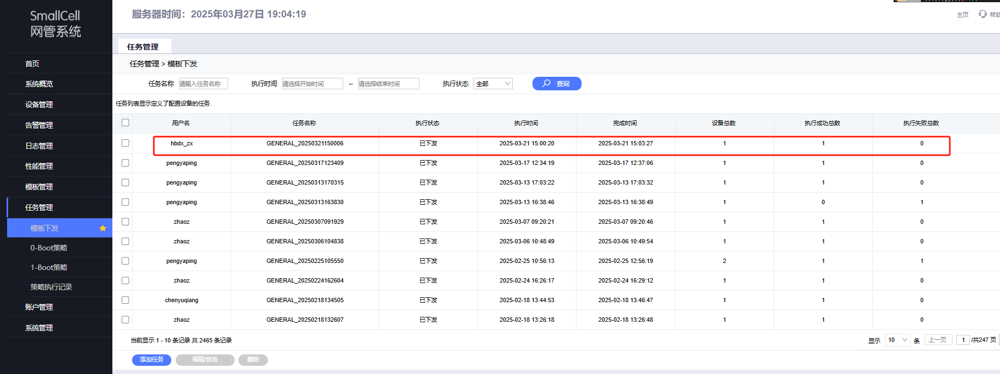 SmallCell
网管系统
服务器时间：2025年03月27日 19:04:19
主页 帮助
首页
系统概览
设备管理
告警管理
日志管理
性能管理
模板管理
任务管理
模板下发
0-Boot策略
1-Boot策略
策略执行记录
账户管理
系统管理
任务管理
任务管理 > 模板下发
任务名称 请输入任务名称 执行时间 请选择开始时间 -- 请选择结束时间 执行状态 全部 查询
任务列表显示定义了配置设备的任务.
用户名 任务名称 执行状态 执行时间 完成时间 设备总数 执行成功总数 执行失败总数
hbdx_zx GENERAL_20250321150006 已下发 2025-03-21 15:00:20 2025-03-21 15:03:27 1 1 0
pengyaping GENERAL_20250317123409 已下发 2025-03-17 12:34:19 2025-03-17 12:37:06 1 1 0
pengyaping GENERAL_20250313170315 已下发 2025-03-13 17:03:22 2025-03-13 17:03:32 1 1 0
pengyaping GENERAL_20250313163830 已下发 2025-03-13 16:38:46 2025-03-13 16:38:49 1 0 1
zhaoz GENERAL_20250307091929 已下发 2025-03-07 09:20:21 2025-03-07 09:20:46 1 1 0
zhaoz GENERAL_20250306104838 已下发 2025-03-06 10:48:49 2025-03-06 10:49:54 1 1 0
pengyaping GENERAL_20250225105550 已下发 2025-02-25 10:56:13 2025-02-25 12:56:19 2 1 1
zhaoz GENERAL_20250224162604 已下发 2025-02-24 16:26:17 2025-02-24 16:29:12 1 1 0
chenyuqiang GENERAL_20250218134505 已下发 2025-02-18 13:44:53 2025-02-18 13:46:47 1 1 0
zhaoz GENERAL_20250218132607 已下发 2025-02-18 13:26:18 2025-02-18 13:26:48 1 1 0
当前显示 1 - 10 条记录 共 2465 条记录
显示 10 条 上一页 1 /共247 页
添加任务 编辑/查看 删除